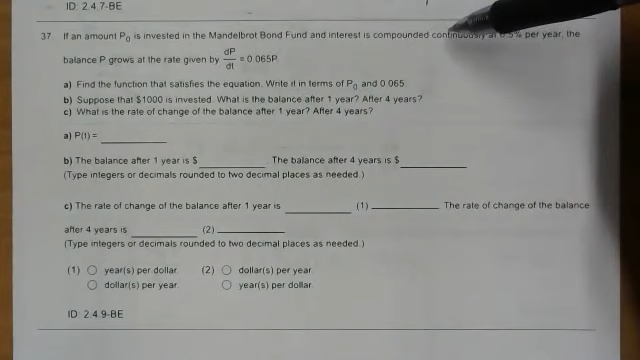 ID: 2.4.7-BE
37. If an amount P0 is invested in the Mandelbrot Bond Fund and interest is compounded continuously at 6.5% per year, the
balance P grows at the rate given by dP/dt = 0.065P.
a) Find the function that satisfies the equation. Write it in terms of P0 and 0.065.
b) Suppose that $1000 is invested. What is the balance after 1 year? After 4 years?
c) What is the rate of change of the balance after 1 year? After 4 years?
a) P(t) =
b) The balance after 1 year is $ . The balance after 4 years is $
(Type integers or decimals rounded to two decimal places as needed.)
c) The rate of change of the balance after 1 year is (1) The rate of change of the balance
after 4 years is (2)
(Type integers or decimals rounded to two decimal places as needed.)
(1) year(s) per dollar. (2) dollar(s) per year.
dollar(s) per year. year(s) per dollar.
ID: 2.4.9-BE